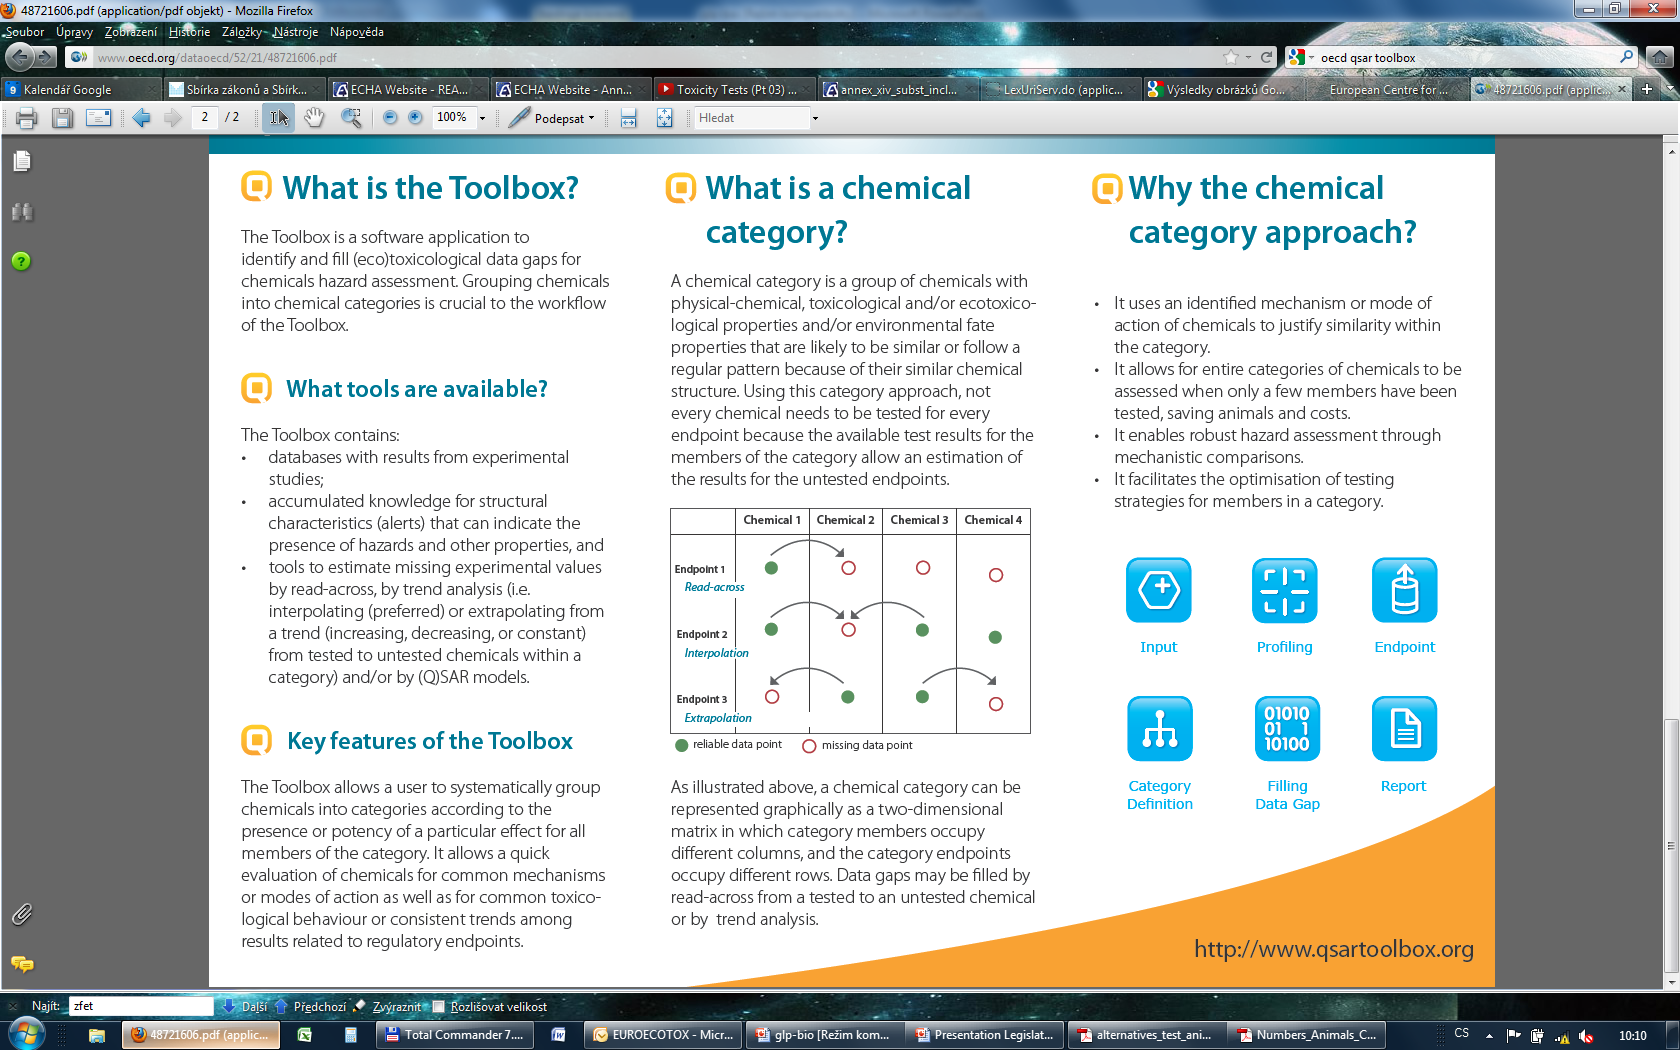 48721606.pdf (application/pdf objekt) - Mozilla Firefox
Soubor Úpravy Zobrazení Historie Záložky Nástroje Nápověda
www.oecd.org/dataoecd/52/21/48721606.pdf
oecd qsar toolbox
9 Kalendář Google
Sbírka zákonů a Sbírk...
ECHA Website - REA...
ECHA Website - Ann...
Toxicity Tests (Pt 03) ...
annex_xiv_subst_incl...
LexUriServ.do (applic...
Výsledky obrázků Go...
European Centre for ...
48721606.pdf (applic...
2 / 2
100%
Podepsat
Hledat
What is the Toolbox?
The Toolbox is a software application to
identify and fill (eco)toxicological data gaps for
chemicals hazard assessment. Grouping chemicals
into chemical categories is crucial to the workflow
of the Toolbox.
What tools are available?
The Toolbox contains:
• databases with results from experimental
studies;
• accumulated knowledge for structural
characteristics (alerts) that can indicate the
presence of hazards and other properties, and
• tools to estimate missing experimental values
by read-across, by trend analysis (i.e.
interpolating (preferred) or extrapolating from
a trend (increasing, decreasing, or constant)
from tested to untested chemicals within a
category) and/or by (Q)SAR models.
Key features of the Toolbox
The Toolbox allows a user to systematically group
chemicals into categories according to the
presence or potency of a particular effect for all
members of the category. It allows a quick
evaluation of chemicals for common mechanisms
or modes of action as well as for common toxico-
logical behaviour or consistent trends among
results related to regulatory endpoints.
What is a chemical
category?
A chemical category is a group of chemicals with
physical-chemical, toxicological and/or ecotoxico-
logical properties and/or environmental fate
properties that are likely to be similar or follow a
regular pattern because of their similar chemical
structure. Using this category approach, not
every chemical needs to be tested for every
endpoint because the available test results for the
members of the category allow an estimation of
the results for the untested endpoints.
Chemical 1 Chemical 2 Chemical 3 Chemical 4
Endpoint 1
Read-across
Endpoint 2
Interpolation
Endpoint 3
Extrapolation
reliable data point missing data point
As illustrated above, a chemical category can be
represented graphically as a two-dimensional
matrix in which category members occupy
different columns, and the category endpoints
occupy different rows. Data gaps may be filled by
read-across from a tested to an untested chemical
or by trend analysis.
Why the chemical
category approach?
• It uses an identified mechanism or mode of
action of chemicals to justify similarity within
the category.
• It allows for entire categories of chemicals to be
assessed when only a few members have been
tested, saving animals and costs.
• It enables robust hazard assessment through
mechanistic comparisons.
• It facilitates the optimisation of testing
strategies for members in a category.
Input Profiling Endpoint
01010
01 1
10100
Category
Definition
Filling
Data Gap
Report
http://www.qsartoolbox.org
Najít: zfet Další Předchozí Zvýraznit Rozlišovat velikost
48721606.pdf (applic...
Total Commander 7....
EUROECOTOX - Micr...
glp-bio [Režim kom...
Presentation Legislat...
alternatives_test_ani...
Numbers_Animals_C...
CS
10:10